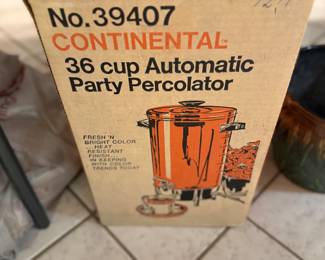 No. 39407
CONTINENTAL
36 cup Automatic
Party Percolator
FRESH 'N
BRIGHT COLOR
HEAT
RESISTANT
FINISH...
IN KEEPING
WITH COLOR
TRENDS TODAY